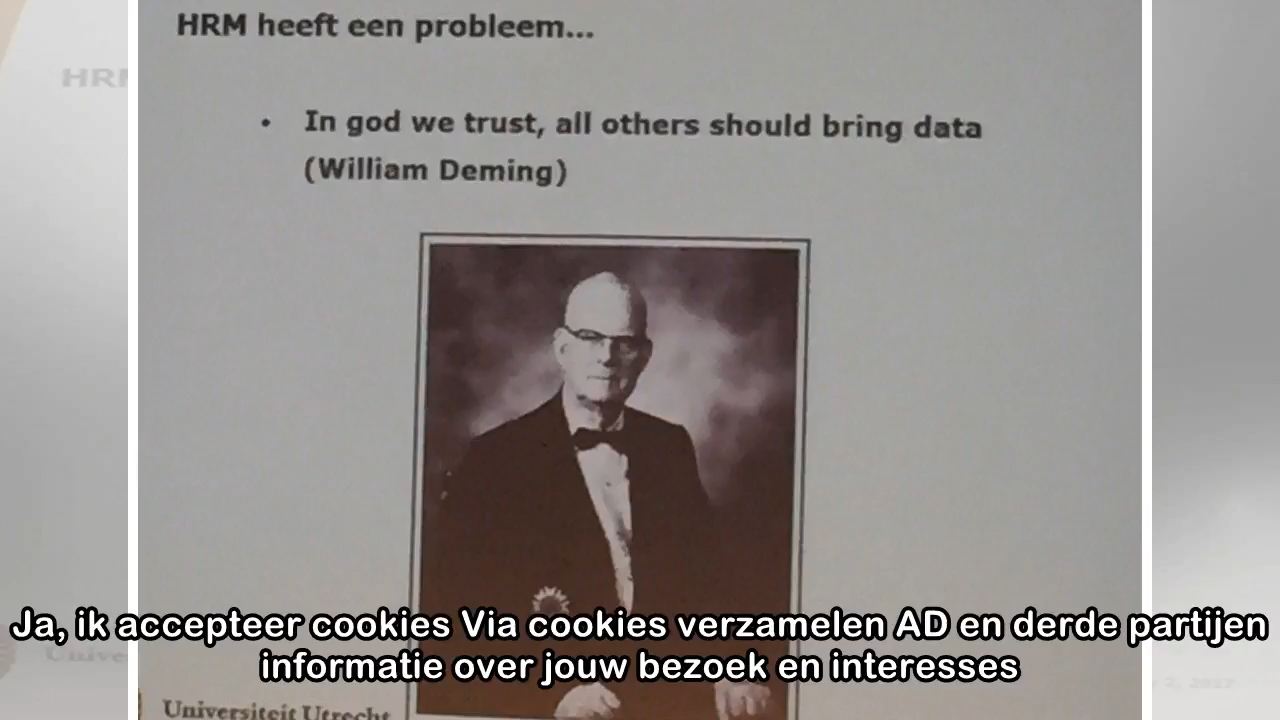 HRM heeft een probleem...
• In god we trust, all others should bring data
(William Deming)
Ja, ik accepteer cookies Via cookies verzamelen AD en derde partijen
informatie over jouw bezoek en interesses
Universiteit Utrecht